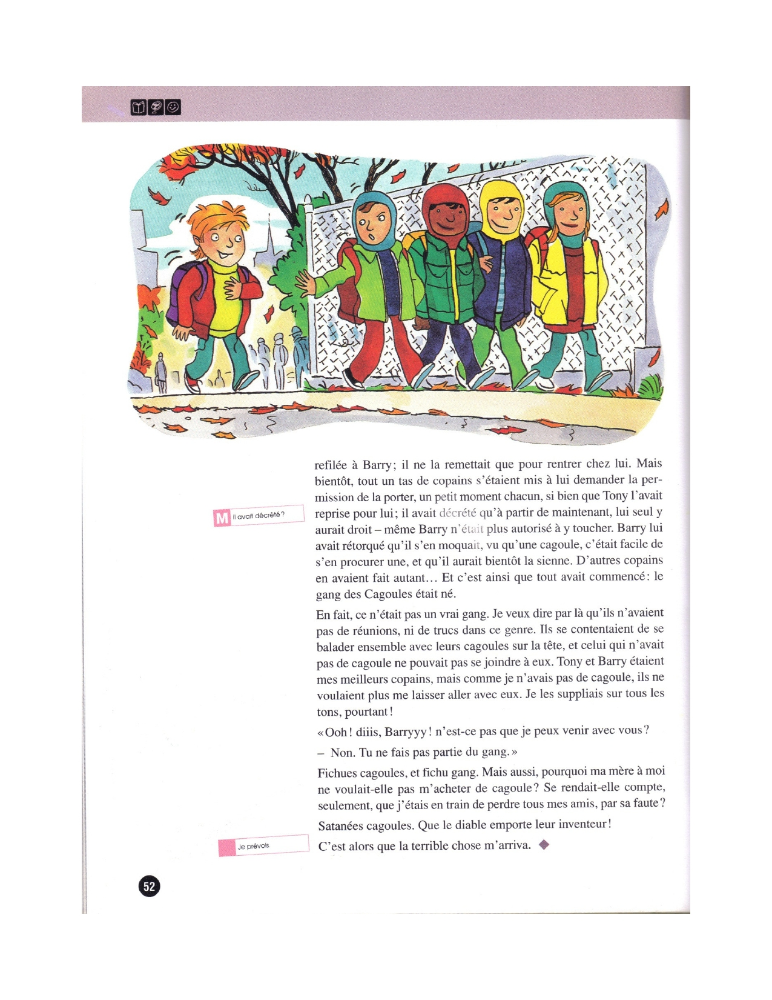 refilée à Barry; il ne la remettait que pour rentrer chez lui. Mais
bientôt, tout un tas de copains s'étaient mis à lui demander la per-
mission de la porter, un petit moment chacun, si bien que Tony l'avait
M il avait décrété?
reprise pour lui; il avait décrété qu'à partir de maintenant, lui seul y
aurait droit – même Barry n'était plus autorisé à y toucher. Barry lui
avait rétorqué qu'il s'en moquait, vu qu'une cagoule, c'était facile de
s'en procurer une, et qu'il aurait bientôt la sienne. D'autres copains
en avaient fait autant... Et c'est ainsi que tout avait commencé: le
gang des Cagoules était né.
En fait, ce n'était pas un vrai gang. Je veux dire par là qu'ils n'avaient
pas de réunions, ni de trucs dans ce genre. Ils se contentaient de se
balader ensemble avec leurs cagoules sur la tête, et celui qui n'avait
pas de cagoule ne pouvait pas se joindre à eux. Tony et Barry étaient
mes meilleurs copains, mais comme je n'avais pas de cagoule, ils ne
voulaient plus me laisser aller avec eux. Je les suppliais sur tous les
tons, pourtant!
«Ooh! diiis, Barryyy! n'est-ce pas que je peux venir avec vous?
– Non. Tu ne fais pas partie du gang.»
Fichues cagoules, et fichu gang. Mais aussi, pourquoi ma mère à moi
ne voulait-elle pas m'acheter de cagoule? Se rendait-elle compte,
seulement, que j'étais en train de perdre tous mes amis, par sa faute?
Satanées cagoules. Que le diable emporte leur inventeur!
Je prévois.
C'est alors que la terrible chose m'arriva.
52